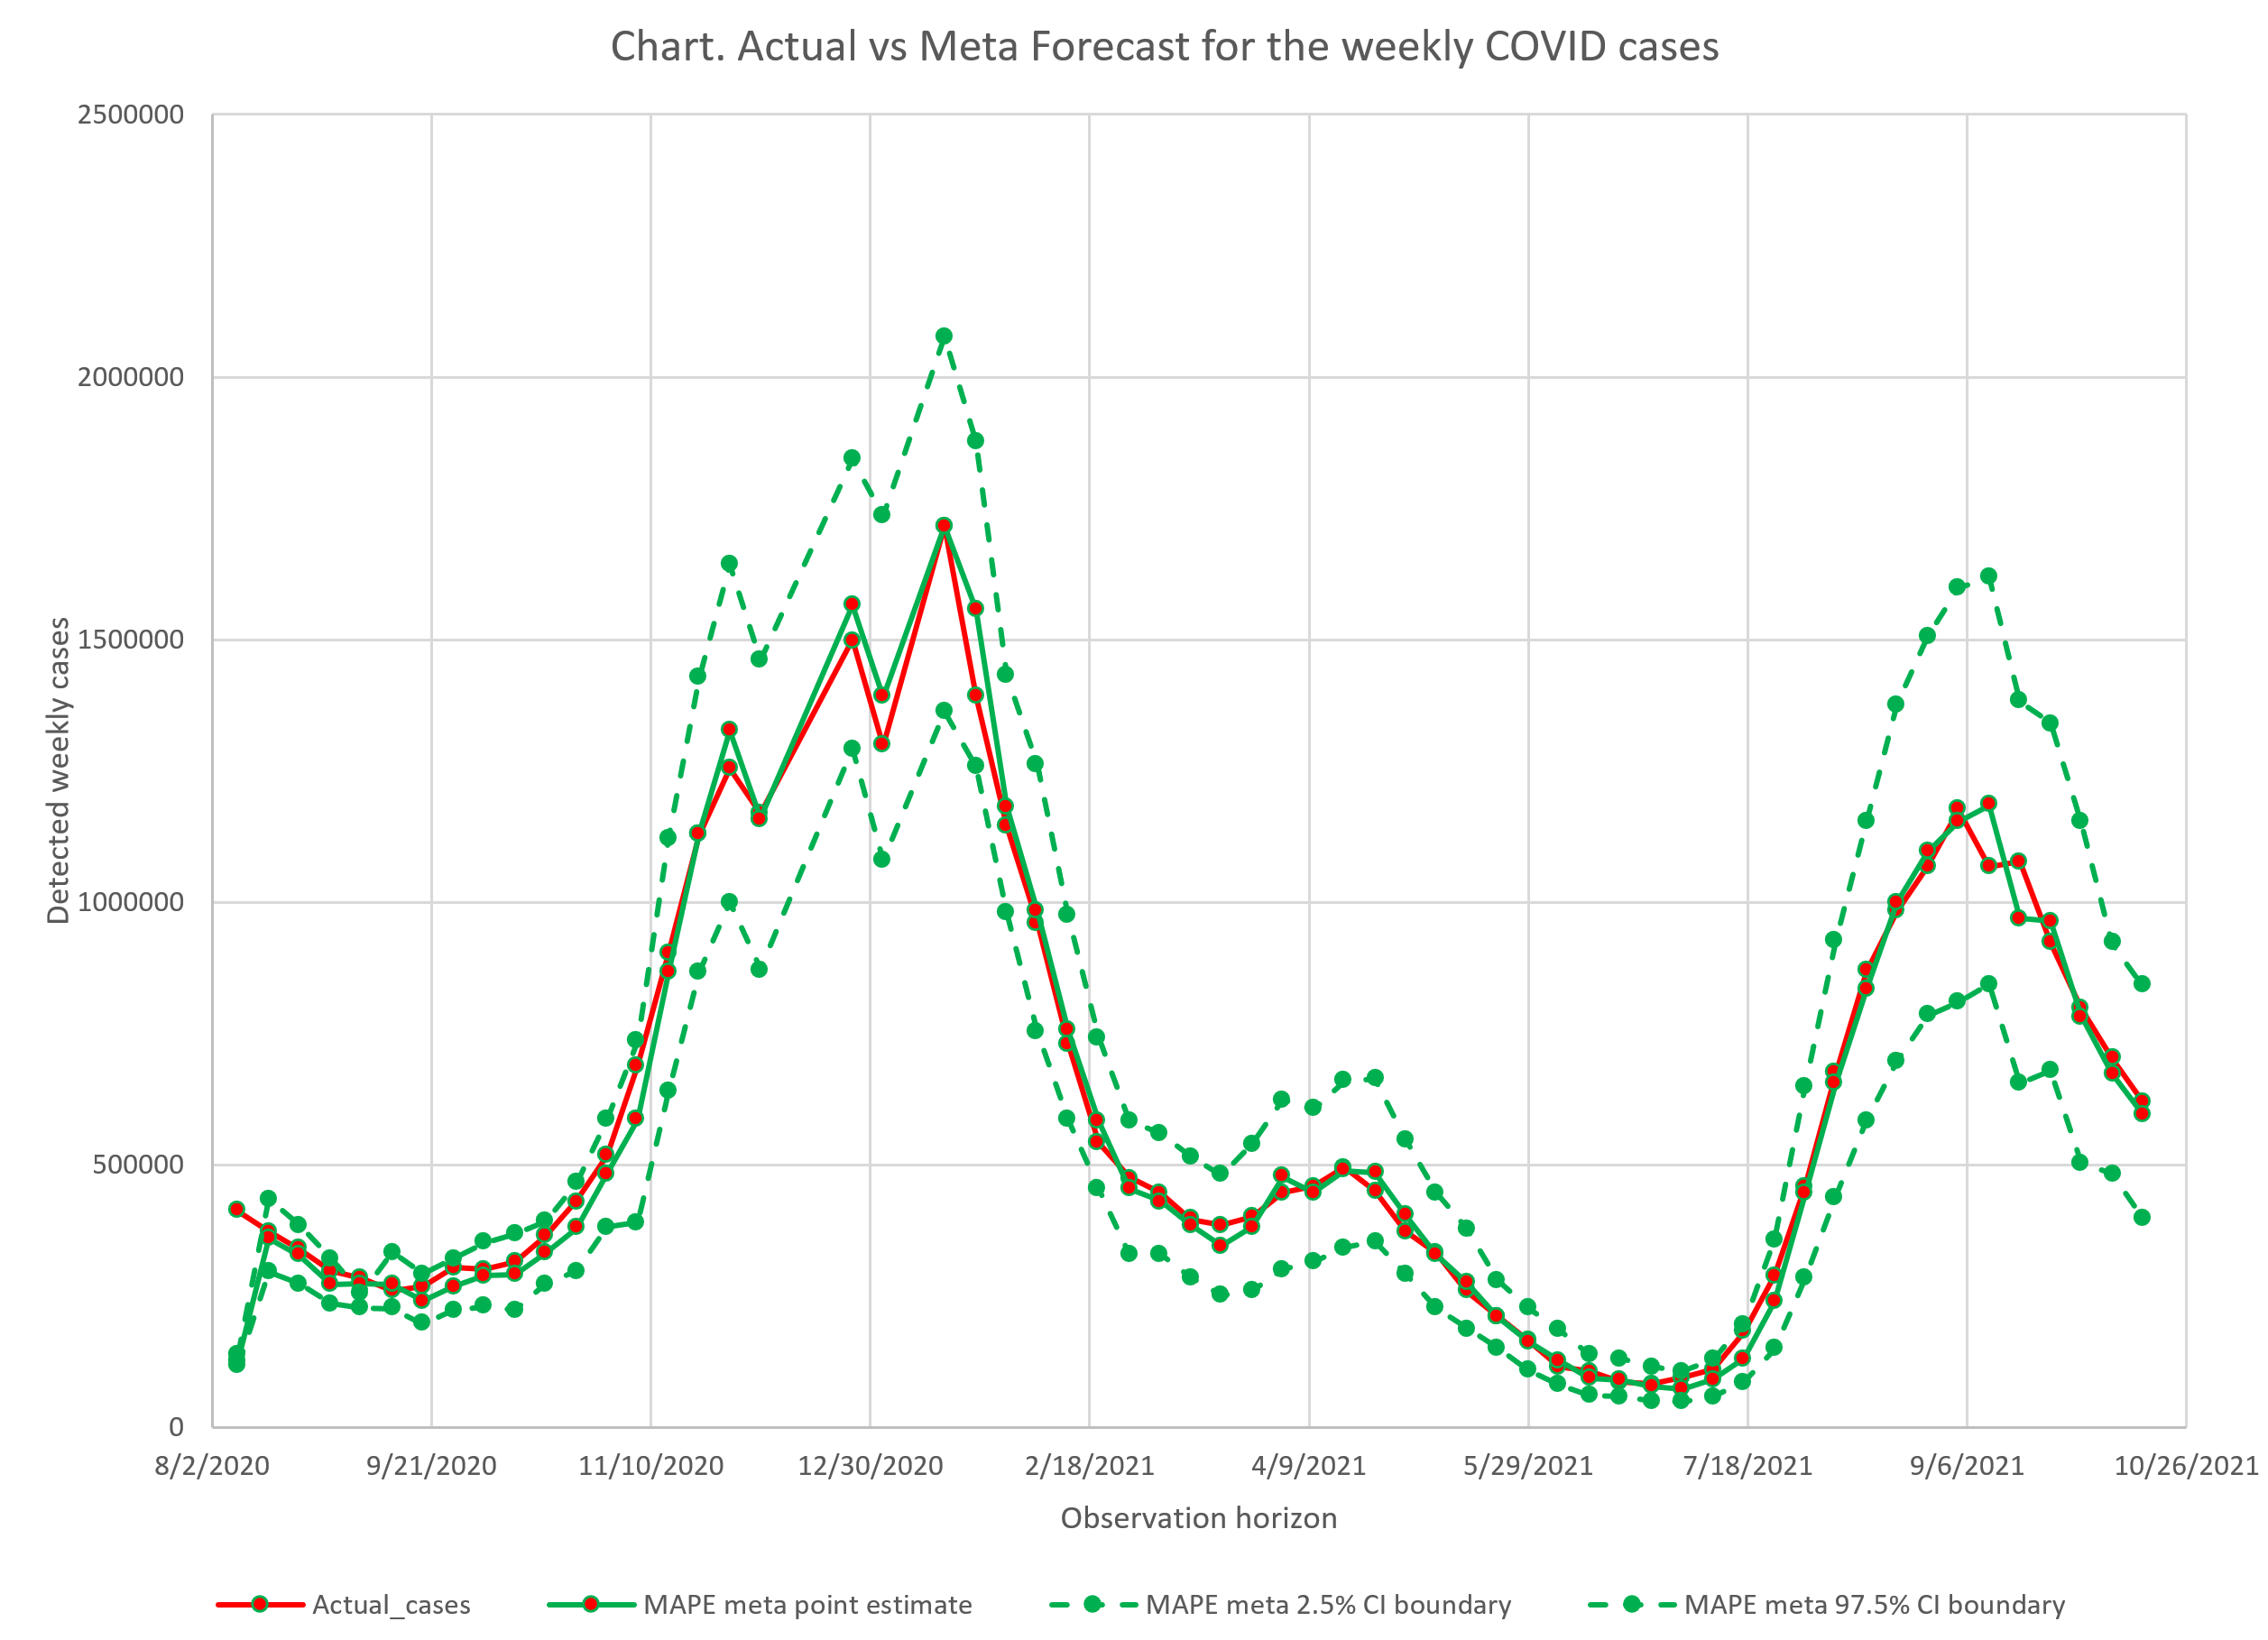 Chart. Actual vs Meta Forecast for the weekly COVID cases
2500000
2000000
1500000
1000000
500000
0
Detected weekly cases
8/2/2020 9/21/2020 11/10/2020 12/30/2020 2/18/2021 4/9/2021 5/29/2021 7/18/2021 9/6/2021 10/26/2021
Observation horizon
Actual_cases MAPE meta point estimate MAPE meta 2.5% CI boundary MAPE meta 97.5% CI boundary